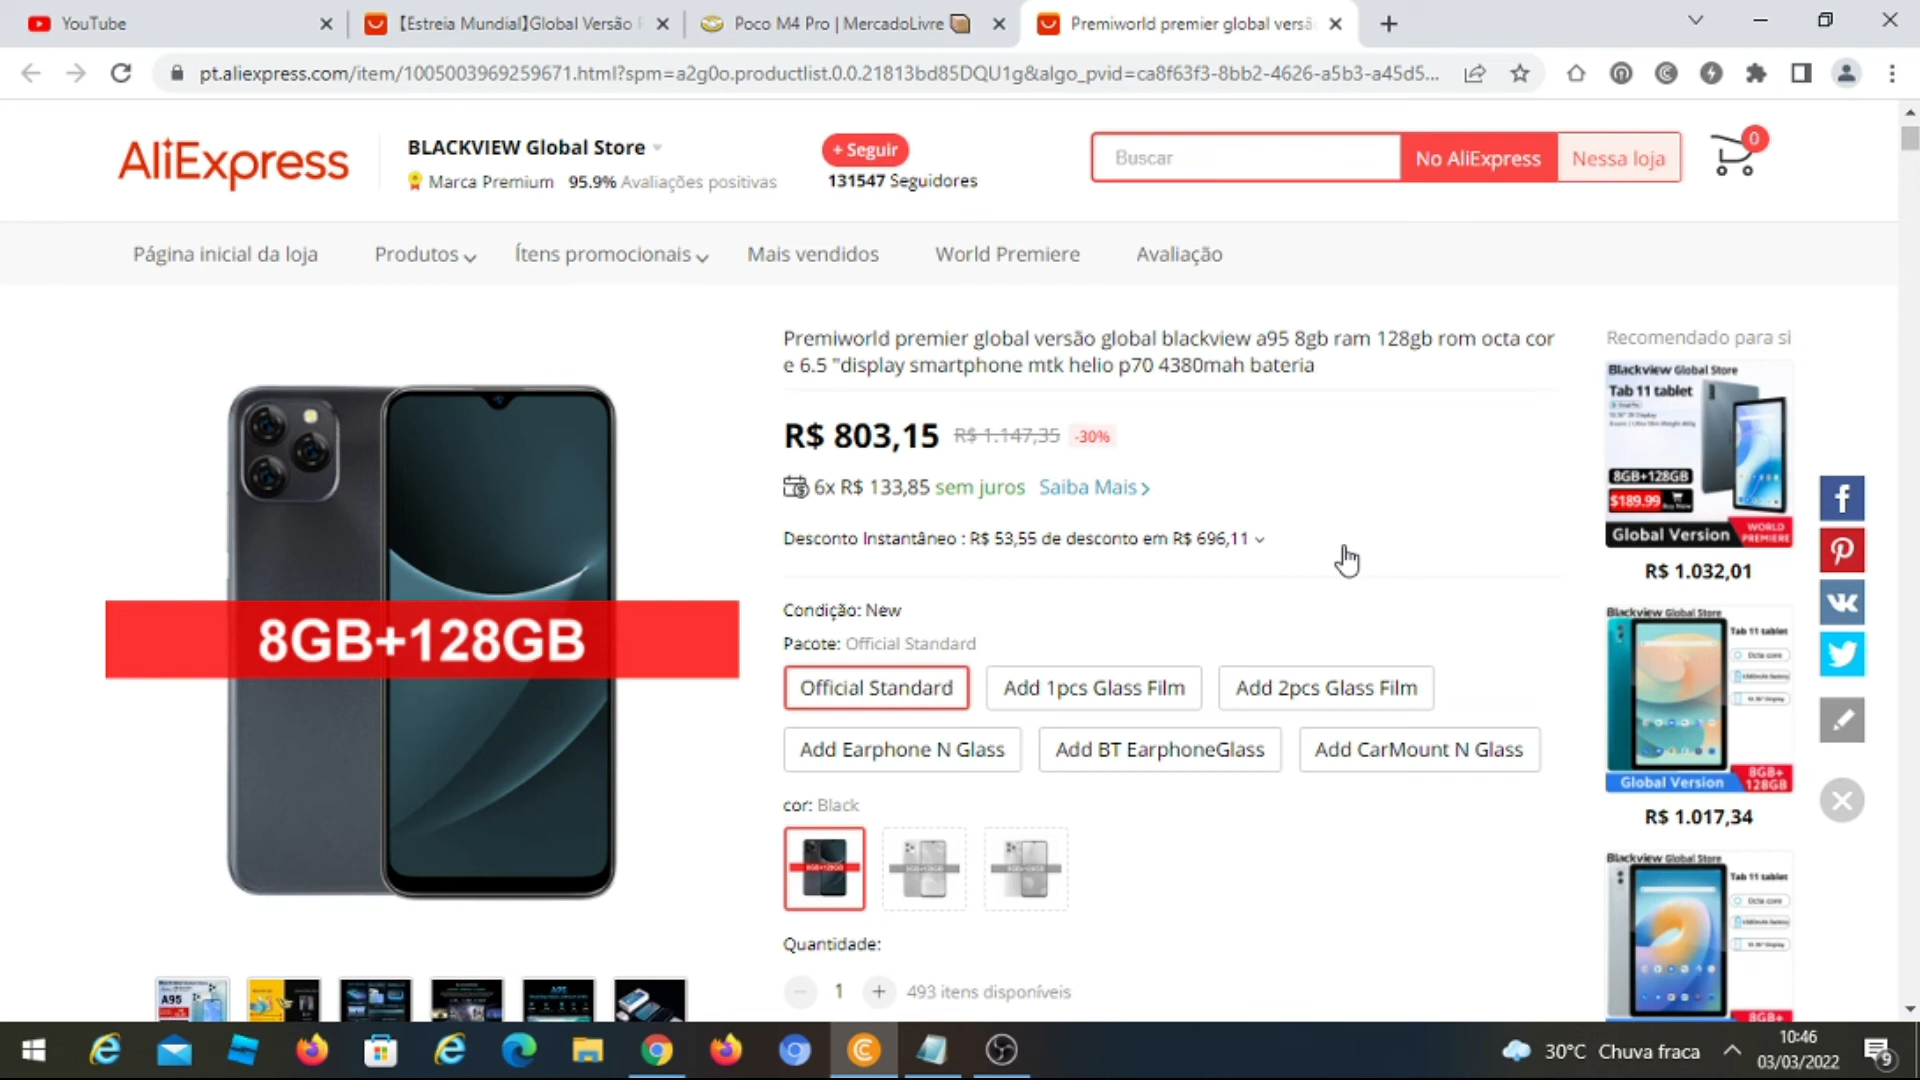 YouTube
【Estreia Mundial】Global Versão
Poco M4 Pro | MercadoLivre
Premiworld premier global versã
pt.aliexpress.com/item/1005003969259671.html?spm=a2g0o.productlist.0.0.21813bd85DQU1g&algo_pvid=ca8f63f3-8bb2-4626-a5b3-a45d5...
AliExpress
BLACKVIEW Global Store
Marca Premium 95.9% Avaliações positivas
+ Seguir
131547 Seguidores
Buscar
No AliExpress
Nessa loja
0
Página inicial da loja
Produtos
Ítens promocionais
Mais vendidos
World Premiere
Avaliação
8GB+128GB
A95
Premiworld premier global versão global blackview a95 8gb ram 128gb rom octa cor
e 6.5 "display smartphone mtk helio p70 4380mah bateria
R$ 803,15 R$ 1.147,35 -30%
6x R$ 133,85 sem juros Saiba Mais
Desconto Instantâneo : R$ 53,55 de desconto em R$ 696,11
Condição: New
Pacote: Official Standard
Official Standard
Add 1pcs Glass Film
Add 2pcs Glass Film
Add Earphone N Glass
Add BT EarphoneGlass
Add CarMount N Glass
cor: Black
Quantidade:
1
493 itens disponíveis
Recomendado para si
Blackview Global Store
Tab 11 tablet
8GB+128GB
$189.99
Global Version
WORLD
PREMIERE
R$ 1.032,01
Blackview Global Store
Tab 11 tablet
Octa core
Global Version
8GB+
128GB
R$ 1.017,34
Blackview Global Store
Tab 11 tablet
Octa core
8GB+
30°C Chuva fraca
10:46
03/03/2022
9